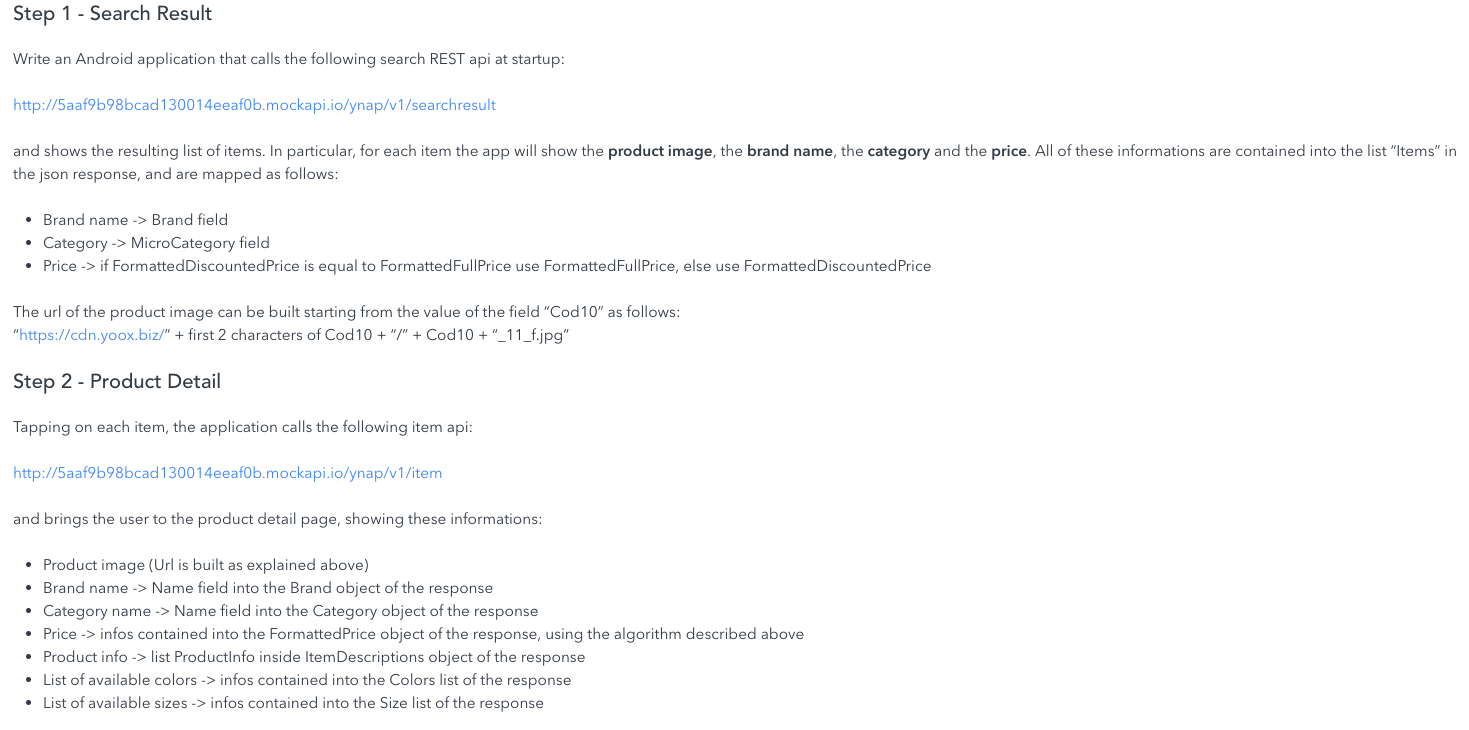 Step 1 - Search Result
Write an Android application that calls the following search REST api at startup:
http://5aaf9b98bcad130014eeaf0b.mockapi.io/ynap/v1/searchresult
and shows the resulting list of items. In particular, for each item the app will show the product image, the brand name, the category and the price. All of these informations are contained into the list “Items” in
the json response, and are mapped as follows:
• Brand name -> Brand field
• Category -> MicroCategory field
• Price -> if FormattedDiscountedPrice is equal to FormattedFullPrice use FormattedFullPrice, else use FormattedDiscountedPrice
The url of the product image can be built starting from the value of the field “Cod10” as follows:
“https://cdn.yoox.biz/” + first 2 characters of Cod10 + “/” + Cod10 + “_11_f.jpg”
Step 2 - Product Detail
Tapping on each item, the application calls the following item api:
http://5aaf9b98bcad130014eeaf0b.mockapi.io/ynap/v1/item
and brings the user to the product detail page, showing these informations:
• Product image (Url is built as explained above)
• Brand name -> Name field into the Brand object of the response
• Category name -> Name field into the Category object of the response
• Price -> infos contained into the FormattedPrice object of the response, using the algorithm described above
• Product info -> list ProductInfo inside ItemDescriptions object of the response
• List of available colors -> infos contained into the Colors list of the response
• List of available sizes -> infos contained into the Size list of the response